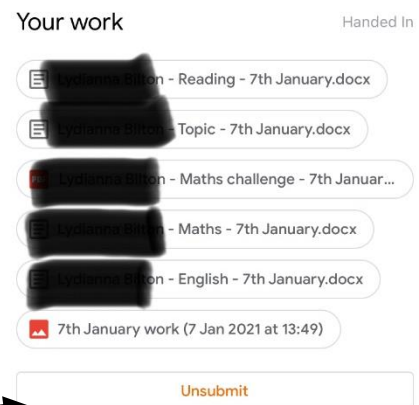 Your work
Handed In
- Reading - 7th January.docx
- Topic - 7th January.docx
- Maths challenge - 7th Januar...
- Maths - 7th January.docx
- English - 7th January.docx
7th January work (7 Jan 2021 at 13:49)
Unsubmit